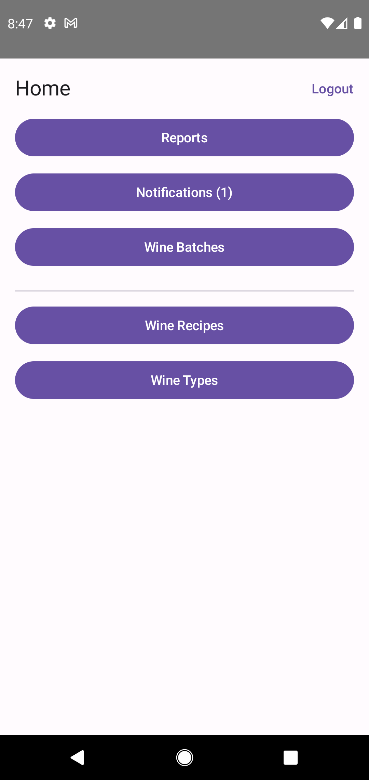 8:47
Home
Logout
Reports
Notifications (1)
Wine Batches
Wine Recipes
Wine Types